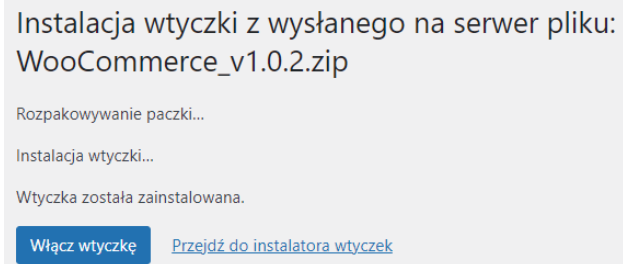 Instalacja wtyczki z wysłanego na serwer pliku:
WooCommerce_v1.0.2.zip
Rozpakowywanie paczki...
Instalacja wtyczki...
Wtyczka została zainstalowana.
Włącz wtyczkę Przejdź do instalatora wtyczek